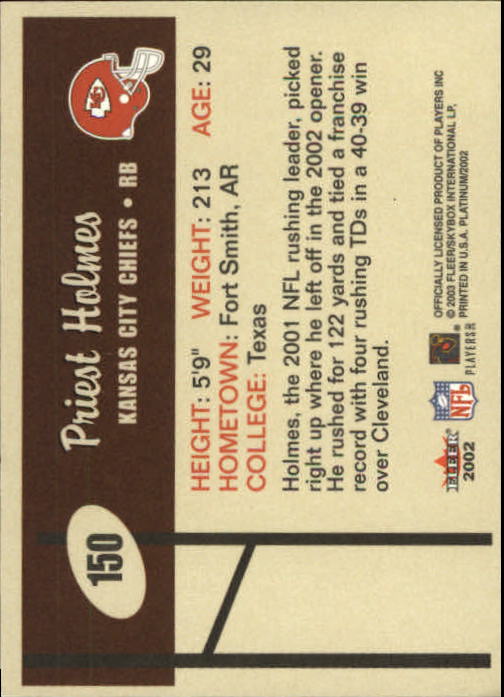 150
Priest Holmes
KANSAS CITY CHIEFS • RB
KC
HEIGHT: 5'9" WEIGHT: 213 AGE: 29
HOMETOWN: Fort Smith, AR
COLLEGE: Texas
Holmes, the 2001 NFL rushing leader, picked
right up where he left off in the 2002 opener.
He rushed for 122 yards and tied a franchise
record with four rushing TDs in a 40-39 win
over Cleveland.
FLEER
2002
NFL
PLAYERS
OFFICIALLY LICENSED PRODUCT OF PLAYERS INC
© 2003 FLEER/SKYBOX INTERNATIONAL LP.
PRINTED IN U.S.A. PLATINUM/2002